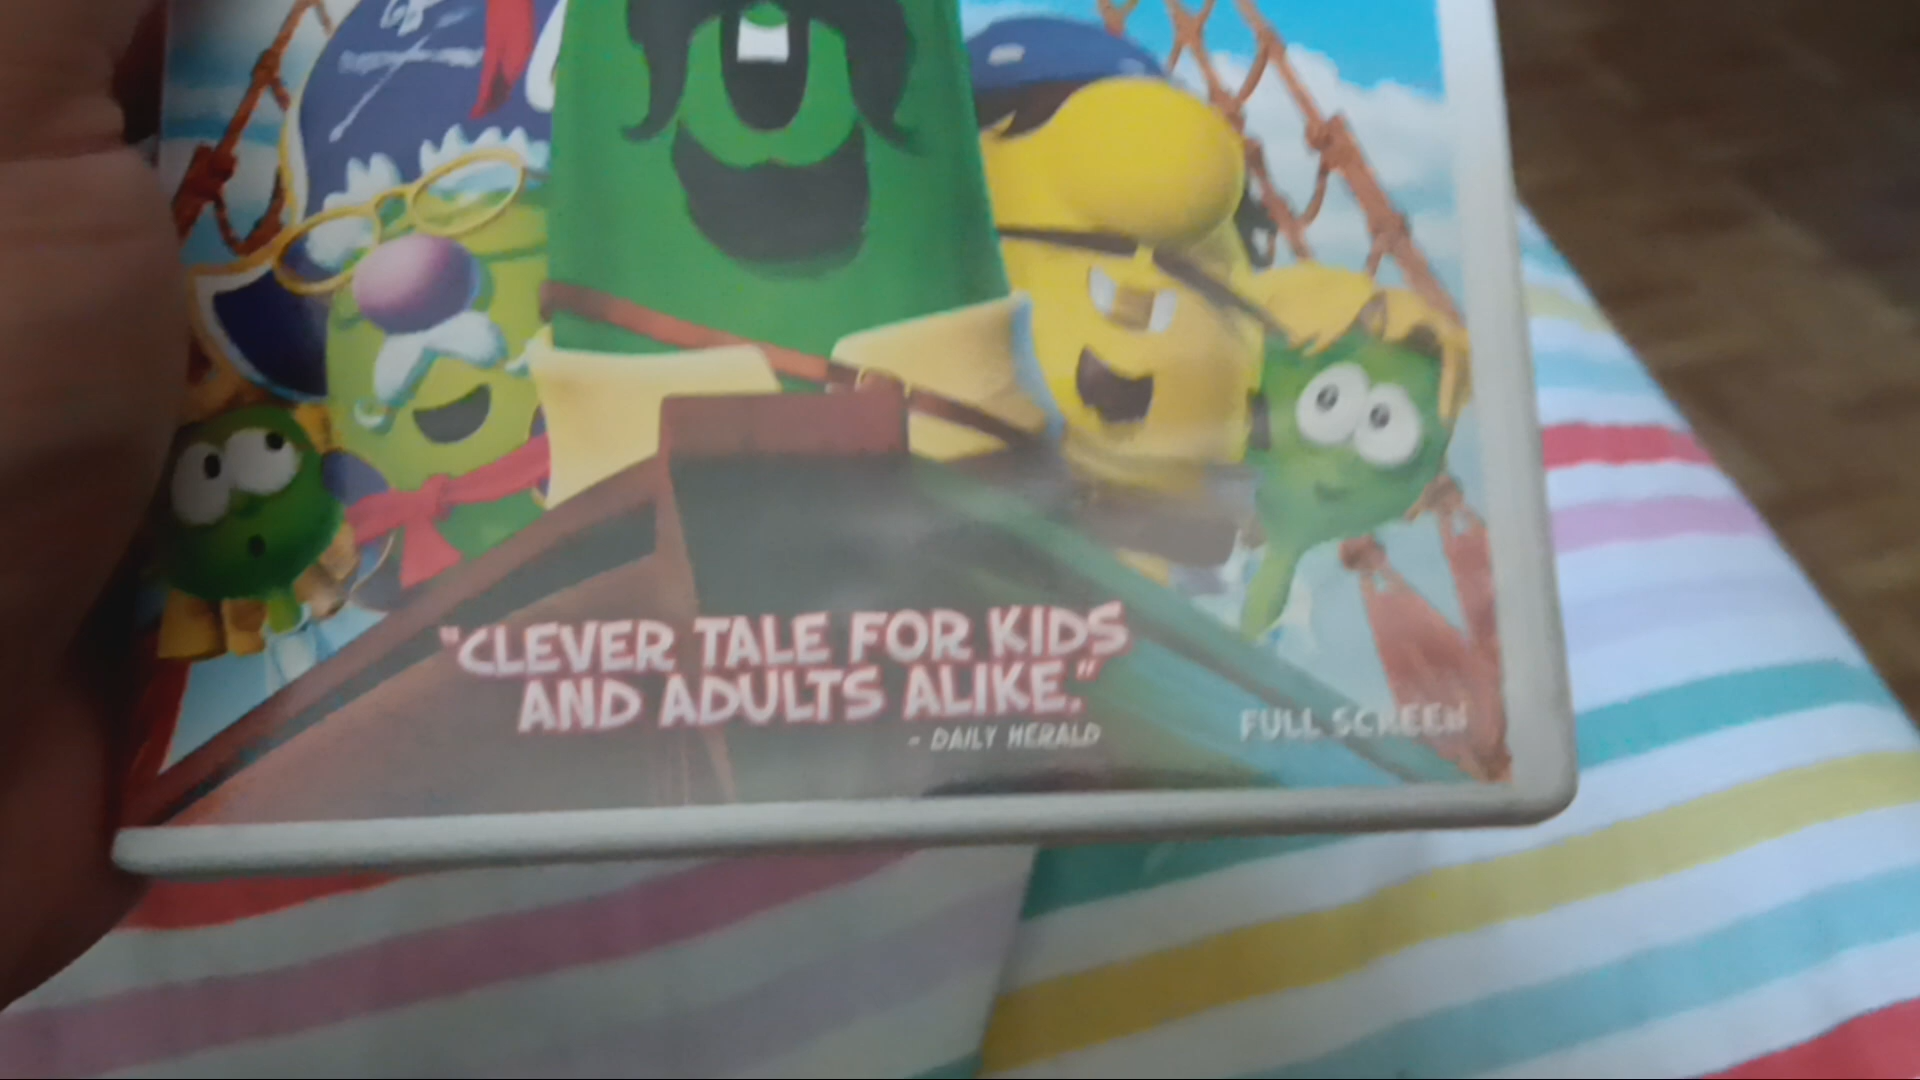 "CLEVER TALE FOR KIDS
AND ADULTS ALIKE."
- DAILY HERALD
FULL SCREEN